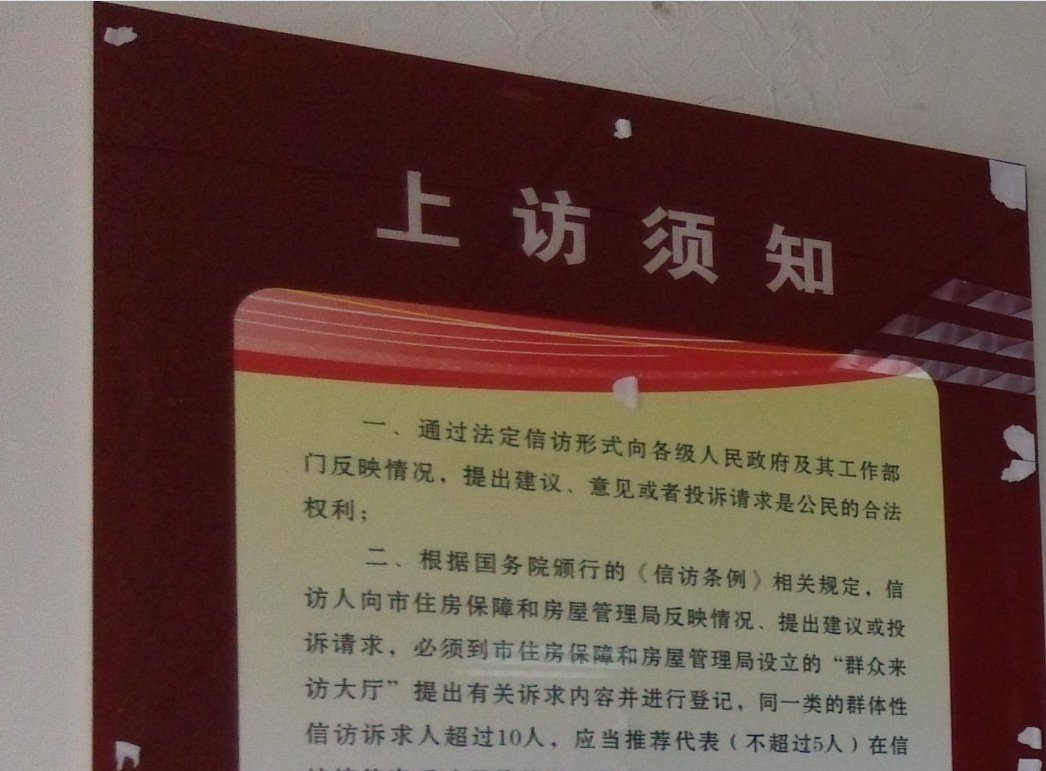 上访须知
一、通过法定信访形式向各级人民政府及其工作部
门反映情况，提出建议、意见或者投诉请求是公民的合法
权利；
二、根据国务院颁行的《信访条例》相关规定，信
访人向市住房保障和房屋管理局反映情况、提出建议或投
诉请求，必须到市住房保障和房屋管理局设立的“群众来
访大厅”提出有关诉求内容并进行登记，同一类的群体性
信访诉求人超过10人，应当推荐代表（不超过5人）在信